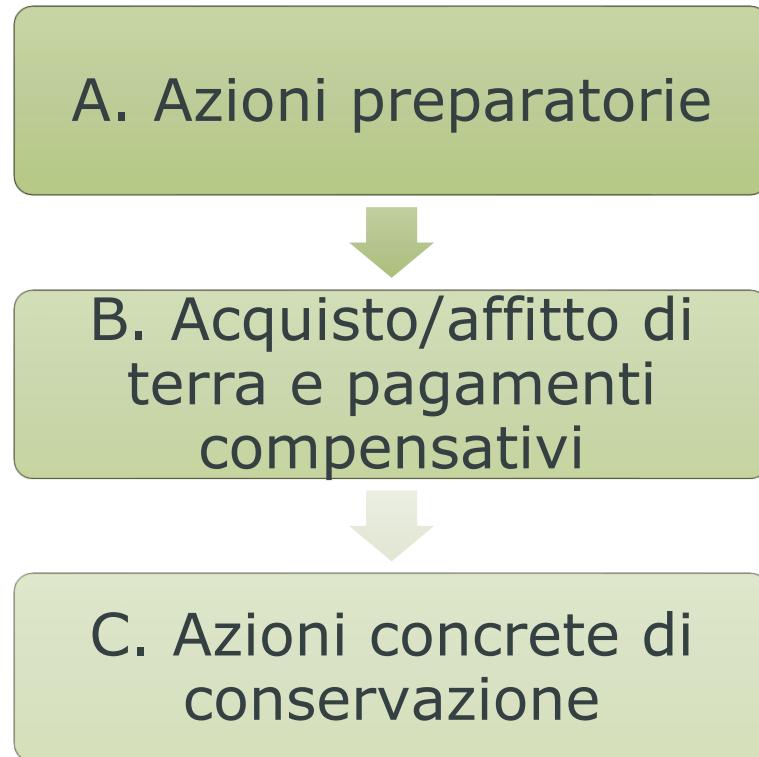 A. Azioni preparatorie
B. Acquisto/affitto di
terra e pagamenti
compensativi
C. Azioni concrete di
conservazione